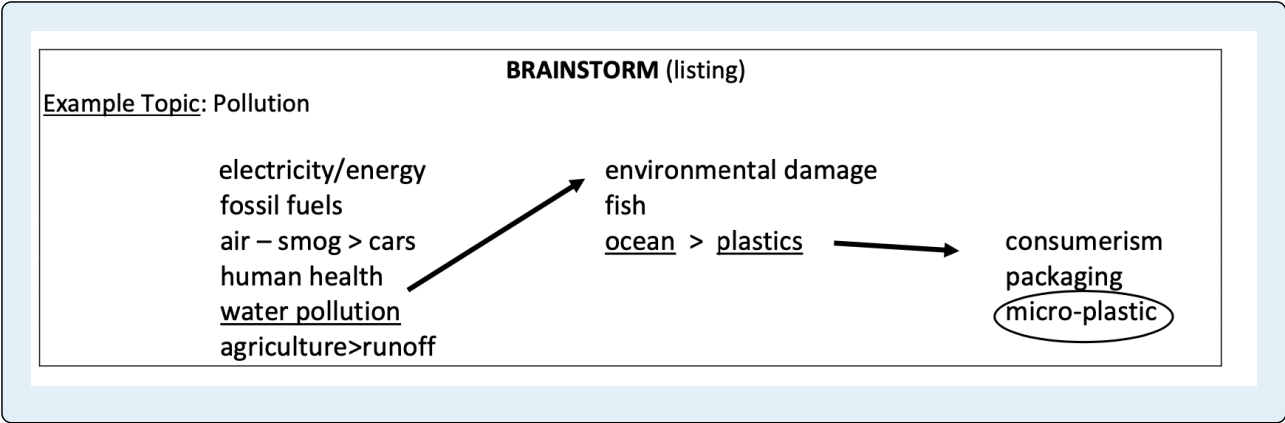 BRAINSTORM (listing)
Example Topic: Pollution
electricity/energy
fossil fuels
air – smog > cars
human health
water pollution
agriculture>runoff
environmental damage
fish
ocean > plastics
consumerism
packaging
micro-plastic